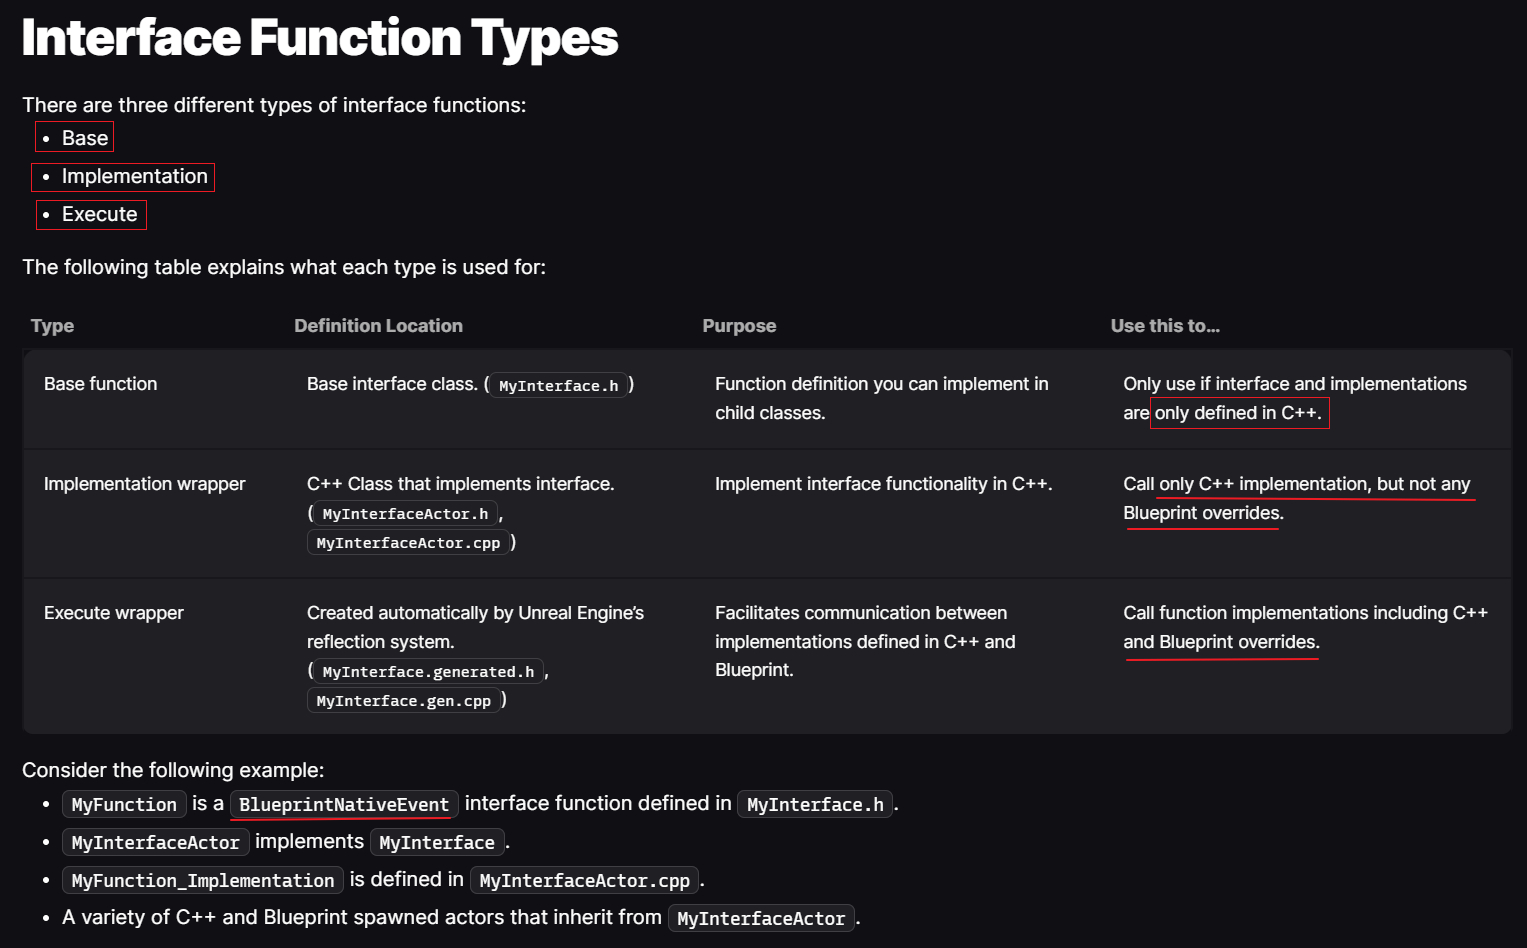 Interface Function Types
There are three different types of interface functions:
• Base
• Implementation
• Execute
The following table explains what each type is used for:
Type Definition Location Purpose Use this to...
Base function
Base interface class. (MyInterface.h)
Function definition you can implement in
child classes.
Only use if interface and implementations
are only defined in C++.
Implementation wrapper
C++ Class that implements interface.
(MyInterfaceActor.h,
MyInterfaceActor.cpp)
Implement interface functionality in C++.
Call only C++ implementation, but not any
Blueprint overrides.
Execute wrapper
Created automatically by Unreal Engine’s
reflection system.
(MyInterface.generated.h,
MyInterface.gen.cpp)
Facilitates communication between
implementations defined in C++ and
Blueprint.
Call function implementations including C++
and Blueprint overrides.
Consider the following example:
• MyFunction is a BlueprintNativeEvent interface function defined in MyInterface.h.
• MyInterfaceActor implements MyInterface.
• MyFunction_Implementation is defined in MyInterfaceActor.cpp.
• A variety of C++ and Blueprint spawned actors that inherit from MyInterfaceActor.